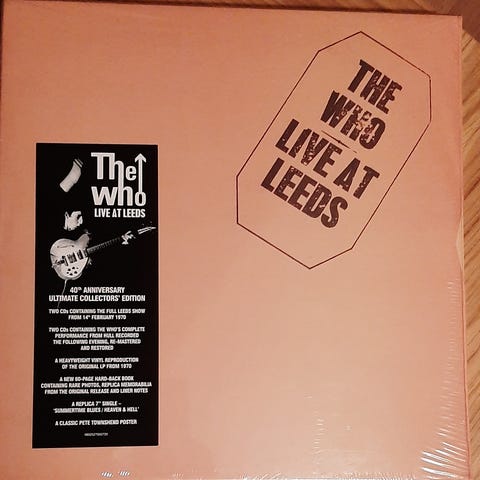 THE
WHO
LIVE AT
LEEDS
The
who
LIVE AT LEEDS
40th ANNIVERSARY
ULTIMATE COLLECTORS' EDITION
TWO CDs CONTAINING THE FULL LEEDS SHOW
FROM 14th FEBRUARY 1970
TWO CDs CONTAINING THE WHO'S COMPLETE
PERFORMANCE FROM HULL RECORDED
THE FOLLOWING EVENING, RE-MASTERED
AND RESTORED
A HEAVYWEIGHT VINYL REPRODUCTION
OF THE ORIGINAL LP FROM 1970
A NEW 60-PAGE HARD-BACK BOOK
CONTAINING RARE PHOTOS, REPLICA MEMORABILIA
FROM THE ORIGINAL RELEASE AND LINER NOTES
A REPLICA 7" SINGLE –
'SUMMERTIME BLUES / HEAVEN & HELL'
A CLASSIC PETE TOWNSHEND POSTER